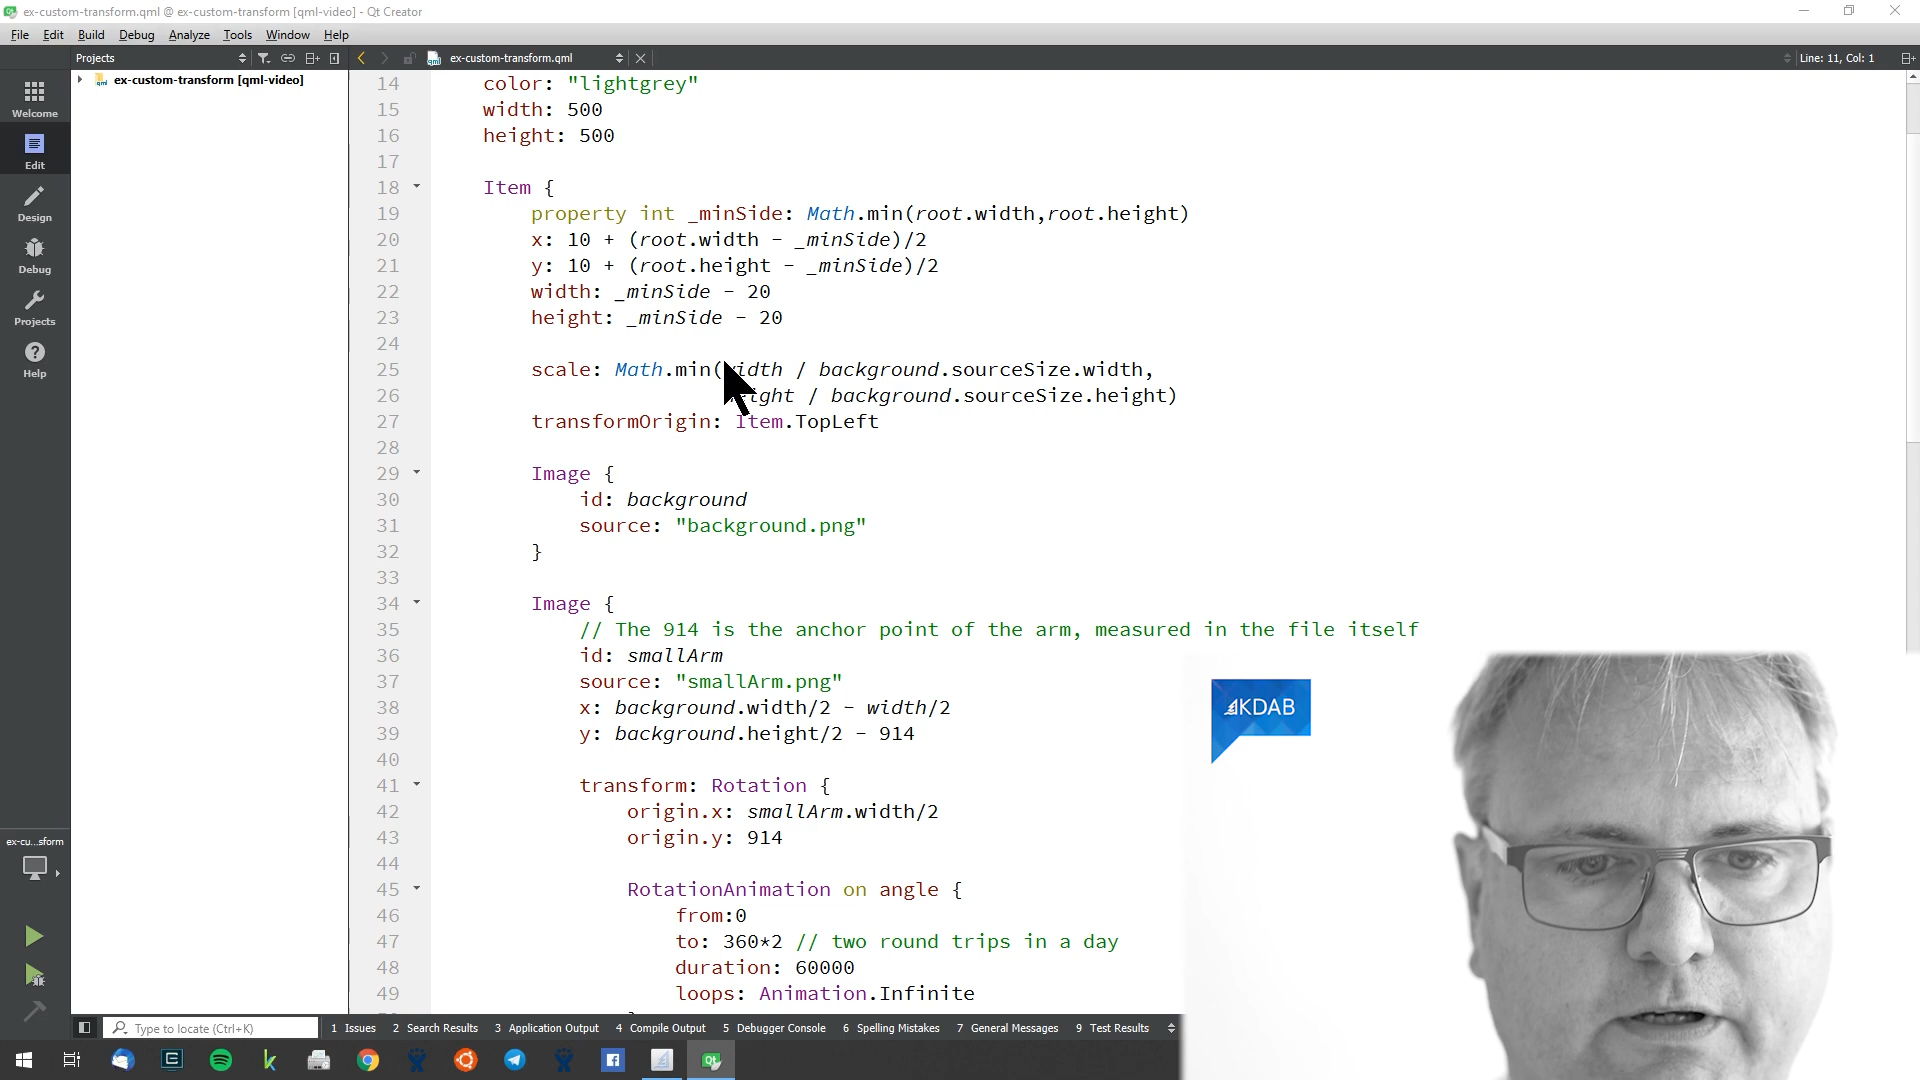 ex-custom-transform.qml @ ex-custom-transform [qml-video] - Qt Creator
File Edit Build Debug Analyze Tools Window Help
Projects
ex-custom-transform.qml
Line: 11, Col: 1
ex-custom-transform [qml-video]
Welcome
Edit
Design
Debug
Projects
Help
ex-cu...sform
14 color: "lightgrey"
15 width: 500
16 height: 500
17
18 Item {
19 property int _minSide: Math.min(root.width,root.height)
20 x: 10 + (root.width - _minSide)/2
21 y: 10 + (root.height - _minSide)/2
22 width: _minSide - 20
23 height: _minSide - 20
24
25 scale: Math.min(width / background.sourceSize.width,
26 height / background.sourceSize.height)
27 transformOrigin: Item.TopLeft
28
29 Image {
30 id: background
31 source: "background.png"
32 }
33
34 Image {
35 // The 914 is the anchor point of the arm, measured in the file itself
36 id: smallArm
37 source: "smallArm.png"
38 x: background.width/2 - width/2
39 y: background.height/2 - 914
40
41 transform: Rotation {
42 origin.x: smallArm.width/2
43 origin.y: 914
44
45 RotationAnimation on angle {
46 from:0
47 to: 360*2 // two round trips in a day
48 duration: 60000
49 loops: Animation.Infinite
KDAB
Type to locate (Ctrl+K)
1 Issues 2 Search Results 3 Application Output 4 Compile Output 5 Debugger Console 6 Spelling Mistakes 7 General Messages 9 Test Results